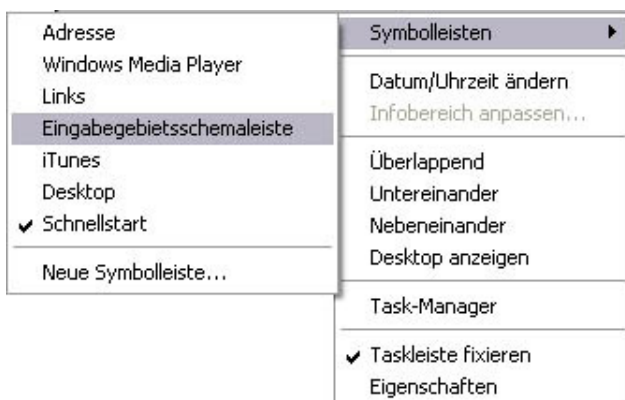 Adresse
Windows Media Player
Links
Eingabegebietsschemaleiste
iTunes
Desktop
Schnellstart
Neue Symbolleiste...
Symbolleisten
Datum/Uhrzeit ändern
Infobereich anpassen...
Überlappend
Untereinander
Nebeneinander
Desktop anzeigen
Task-Manager
Taskleiste fixieren
Eigenschaften